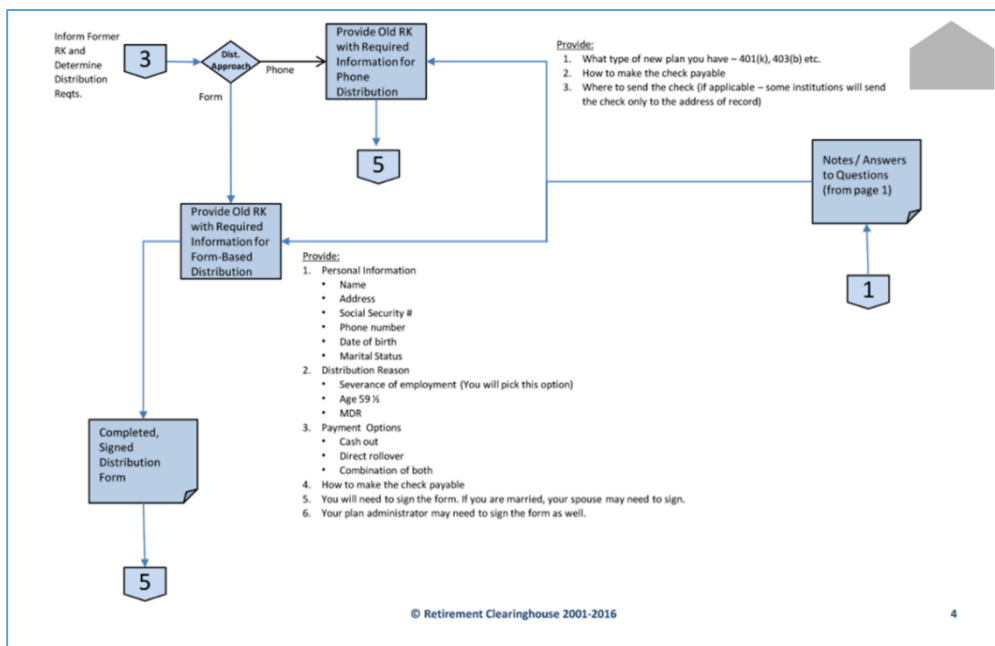 Inform Former
RK and
Determine
Distribution
Reqts.
3
Dist.
Approach
Phone
Form
Provide Old RK
with Required
Information for
Phone
Distribution
5
Provide:
1. What type of new plan you have – 401(k), 403(b) etc.
2. How to make the check payable
3. Where to send the check (if applicable – some institutions will send
the check only to the address of record)
Notes / Answers
to Questions
(from page 1)
1
Provide Old RK
with Required
Information for
Form-Based
Distribution
Provide:
1. Personal Information
• Name
• Address
• Social Security #
• Phone number
• Date of birth
• Marital Status
2. Distribution Reason
• Severance of employment (You will pick this option)
• Age 59 ½
• MDR
3. Payment Options
• Cash out
• Direct rollover
• Combination of both
4. How to make the check payable
5. You will need to sign the form. If you are married, your spouse may need to sign.
6. Your plan administrator may need to sign the form as well.
Completed,
Signed
Distribution
Form
5
© Retirement Clearinghouse 2001-2016
4